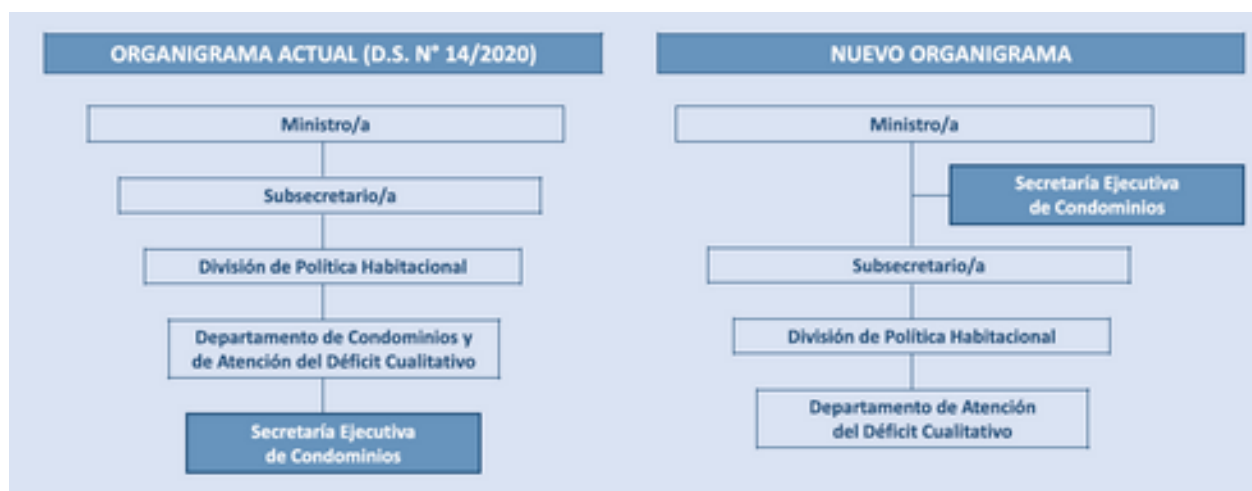 ORGANIGRAMA ACTUAL (D.S. N° 14/2020)
Ministro/a
Subsecretario/a
División de Política Habitacional
Departamento de Condominios y
de Atención del Déficit Cualitativo
Secretaría Ejecutiva
de Condominios
NUEVO ORGANIGRAMA
Ministro/a
Secretaría Ejecutiva
de Condominios
Subsecretario/a
División de Política Habitacional
Departamento de Atención
del Déficit Cualitativo